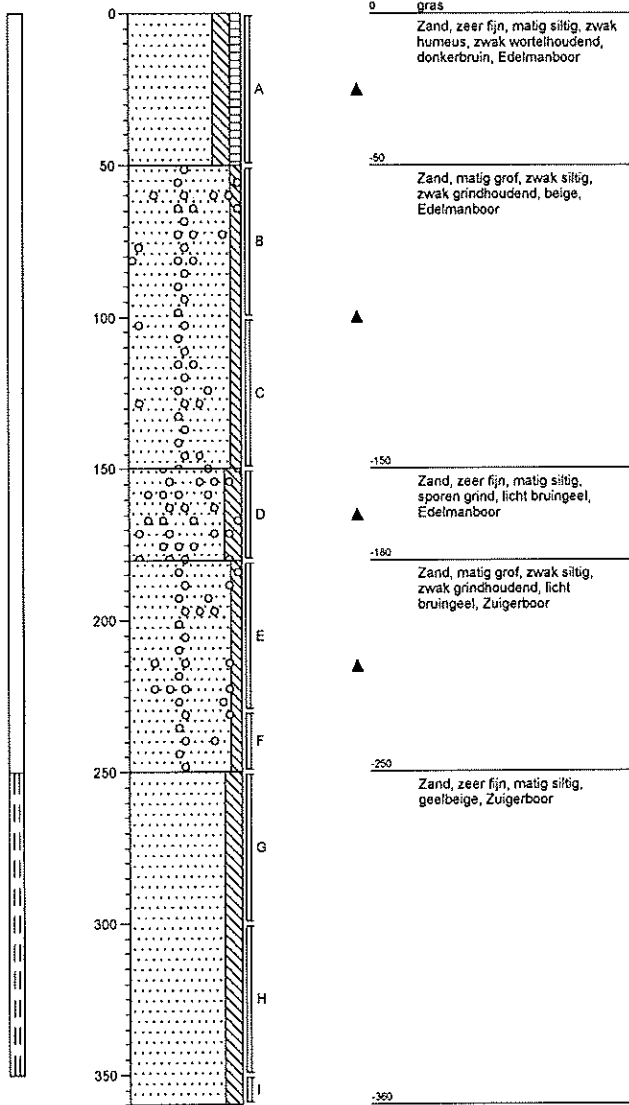 0 gras
0
Zand, zeer fijn, matig siltig, zwak
humeus, zwak wortelhoudend,
donkerbruin, Edelmanboor
A
50
-50
Zand, matig grof, zwak siltig,
zwak grindhoudend, beige,
Edelmanboor
B
100
C
150
-150
Zand, zeer fijn, matig siltig,
sporen grind, licht bruingeel,
Edelmanboor
D
-180
Zand, matig grof, zwak siltig,
zwak grindhoudend, licht
bruingeel, Zuigerboor
E
200
F
250
-250
Zand, zeer fijn, matig siltig,
geelbeige, Zuigerboor
G
300
H
350
I
-360